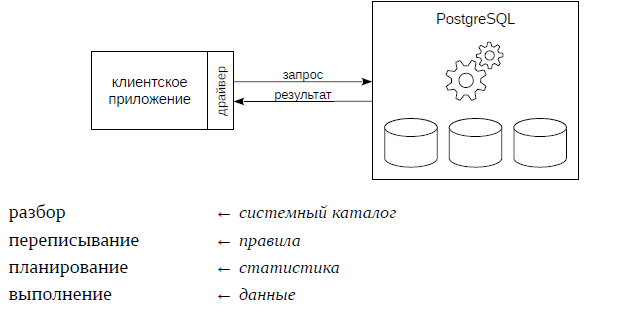 PostgreSQL
клиентское
приложение
драйвер
запрос
результат
разбор ← системный каталог
переписывание ← правила
планирование ← статистика
выполнение ← данные